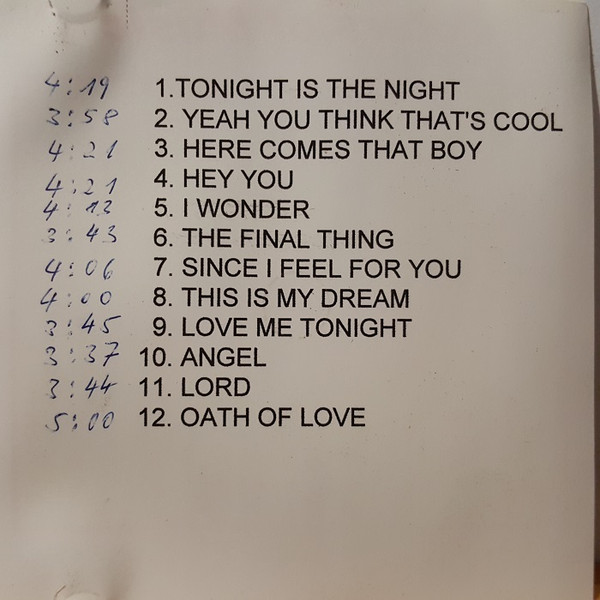 4:19 1.TONIGHT IS THE NIGHT
3:58 2. YEAH YOU THINK THAT'S COOL
4:21 3. HERE COMES THAT BOY
4:21 4. HEY YOU
4:13 5. I WONDER
3:43 6. THE FINAL THING
4:06 7. SINCE I FEEL FOR YOU
4:00 8. THIS IS MY DREAM
3:45 9. LOVE ME TONIGHT
3:37 10. ANGEL
3:44 11. LORD
5:00 12. OATH OF LOVE